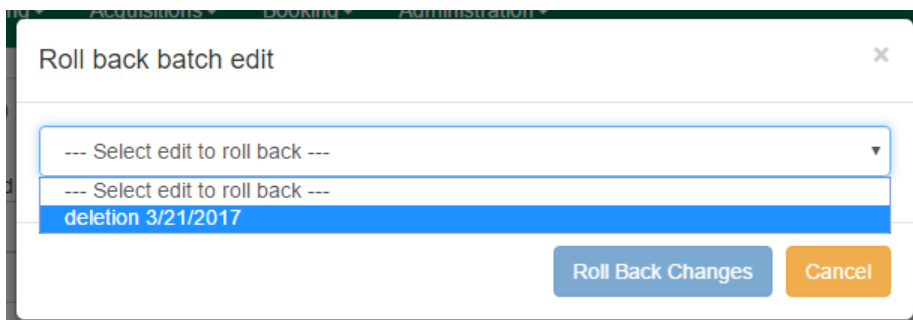 Acquisitions Booking Administration
Roll back batch edit
×
--- Select edit to roll back ---
--- Select edit to roll back ---
deletion 3/21/2017
Roll Back Changes Cancel